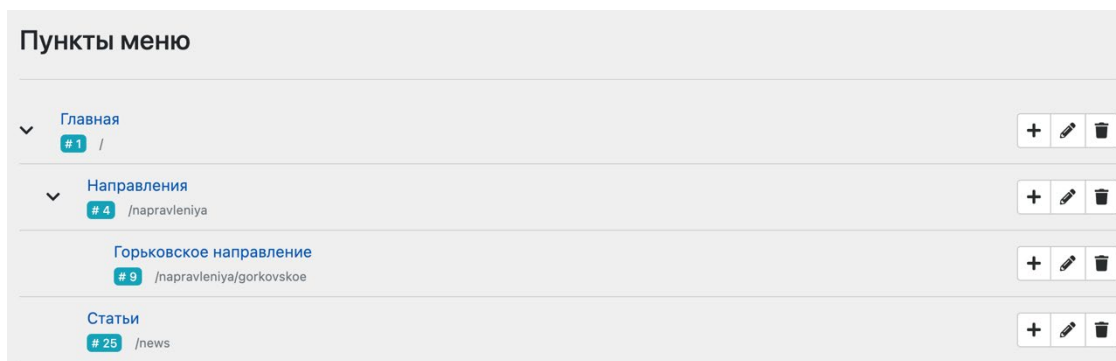 Пункты меню
Главная
# 1 /
Направления
# 4 /napravleniya
Горьковское направление
# 9 /napravleniya/gorkovskoe
Статьи
# 25 /news